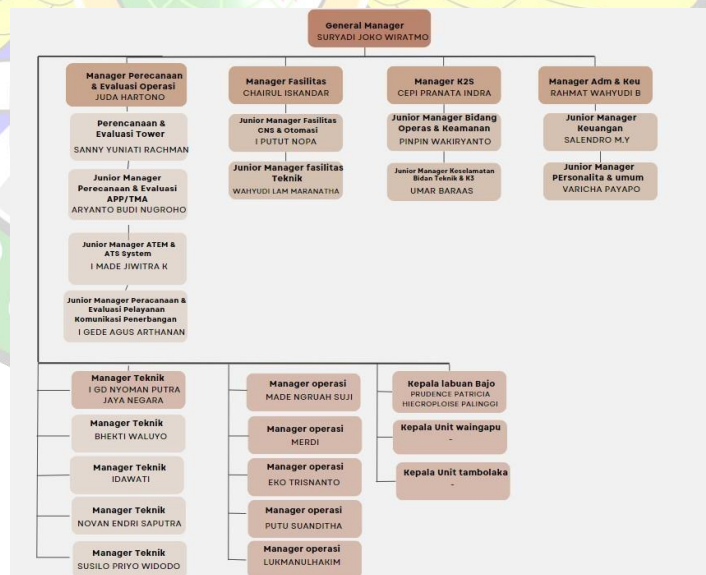 General Manager
SURYADI JOKO WIRATMO
Manager Perecanaan
& Evaluasi Operasi
JUDA HARTONO
Perencanaan &
Evaluasi Tower
SANNY YUNIATI RACHMAN
Junior Manager
Perecanaan & Evaluasi
APP/TMA
ARYANTO BUDI NUGROHO
Junior Manager ATEM &
ATS System
I MADE JIWITRA K
Junior Manager Peracanaan &
Evaluasi Pelayanan
Komunikasi Penerbangan
I GEDE AGUS ARTHANAN
Manager Fasilitas
CHAIRUL ISKANDAR
Junior Manager Fasilitas
CNS & Otomasi
I PUTUT NOPA
Junior Manager fasilitas
Teknik
WAHYUDI LAM MARANATHA
Manager K2S
CEPI PRANATA INDRA
Junior Manager Bidang
Operas & Keamanan
PINPIN WAKIRYANTO
Junior Manager Keselamatan
Bidan Teknik & K3
UMAR BARAAS
Manager Adm & Keu
RAHMAT WAHYUDI B
Junior Manager
Keuangan
SALENDRO M.Y
Junior Manager
PErsonalita & umum
VARICHA PAYAPO
Manager Teknik
I GD NYOMAN PUTRA
JAYA NEGARA
Manager Teknik
BHEKTI WALUYO
Manager Teknik
IDAWATI
Manager Teknik
NOVAN ENDRI SAPUTRA
Manager Teknik
SUSILO PRIYO WIDODO
Manager operasi
MADE NGRUAH SUJI
Manager operasi
MERDI
Manager operasi
EKO TRISNANTO
Manager operasi
PUTU SUANDITHA
Manager operasi
LUKMANULHAKIM
Kepala labuan Bajo
PRUDENCE PATRICIA
HIECROPLOISE PALINGGI
Kepala Unit waingapu
-
Kepala Unit tambolaka
-